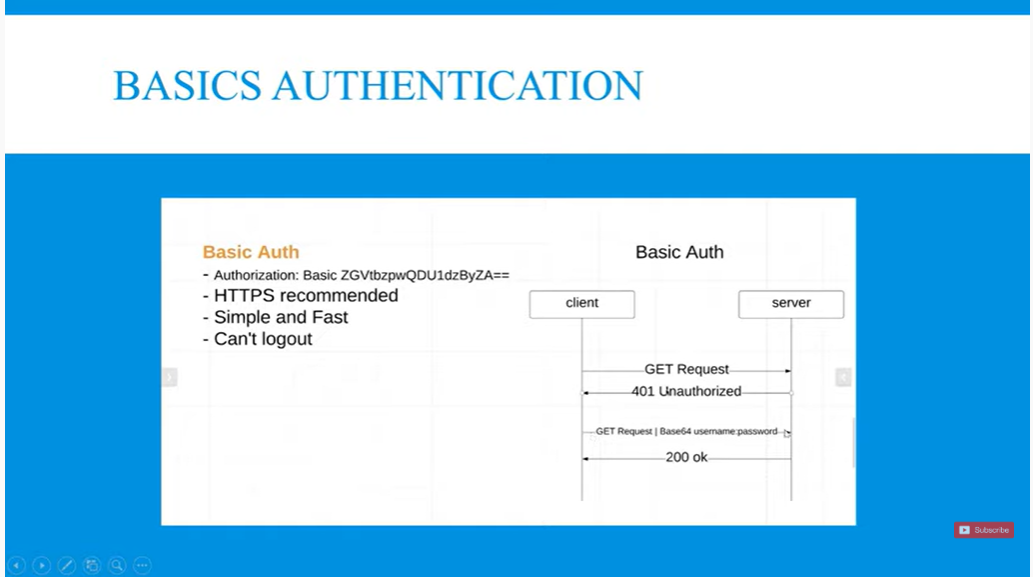 BASICS AUTHENTICATION
Basic Auth
- Authorization: Basic ZGVtbzpwQDU1dzByZA==
- HTTPS recommended
- Simple and Fast
- Can't logout
Basic Auth
client
server
GET Request
401 Unauthorized
GET Request | Base64 username:password
200 ok
Subscribe